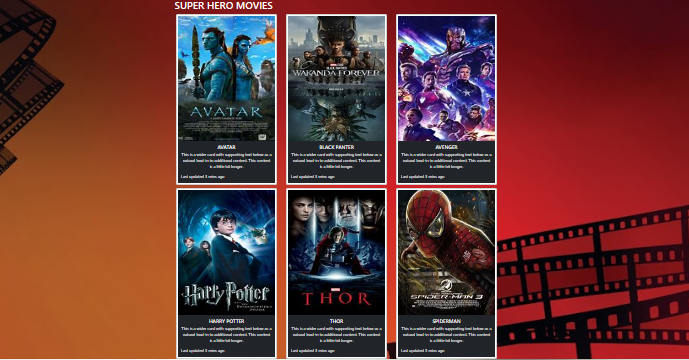 SUPER HERO MOVIES
AVATAR
WAKANDA FOREVER
AVATAR
This is a wider card with supporting text below as a
natural lead-in to additional content. This content
is a little bit longer.
Last updated 3 mins ago
BLACK PANTER
This is a wider card with supporting text below as a
natural lead-in to additional content. This content
is a little bit longer.
Last updated 3 mins ago
AVENGER
This is a wider card with supporting text below as a
natural lead-in to additional content. This content
is a little bit longer.
Last updated 3 mins ago
Harry Potter
THOR
SPIDER-MAN 3
HARRY POTTER
This is a wider card with supporting text below as a
natural lead-in to additional content. This content
is a little bit longer.
Last updated 3 mins ago
THOR
This is a wider card with supporting text below as a
natural lead-in to additional content. This content
is a little bit longer.
Last updated 3 mins ago
SPIDERMAN
This is a wider card with supporting text below as a
natural lead-in to additional content. This content
is a little bit longer.
Last updated 3 mins ago